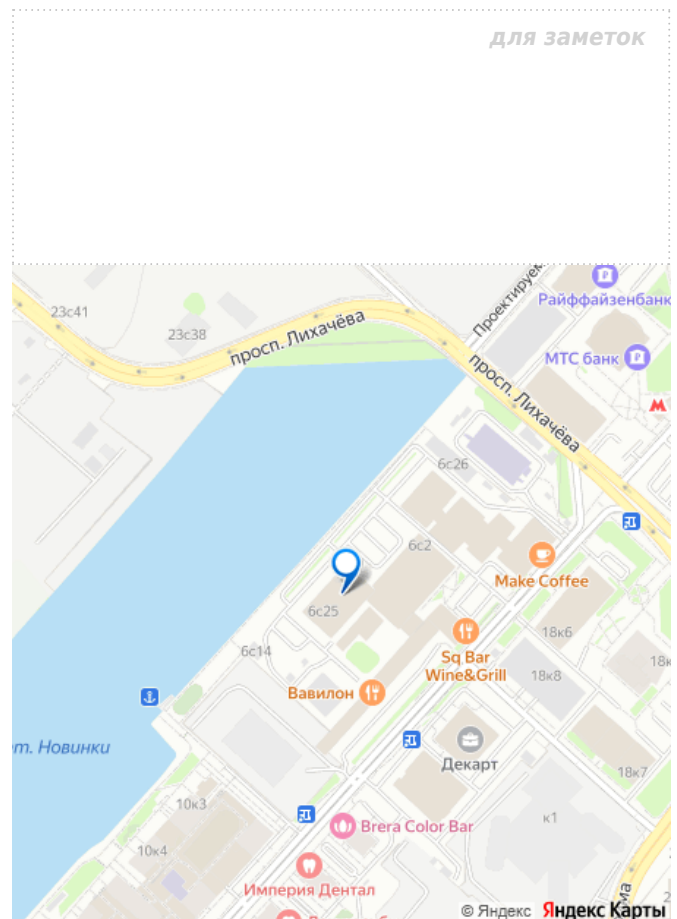 для заметок
Проектируем
Райффайзенбанк
23с41
23с38
просп. Лихачёва
МТС банк
просп. Лихачёва
6с26
6с2
Make Coffee
6с25
18к6
6с14
Sq Bar
Wine&Grill
18к8
Вавилон
т. Новинки
Декарт
18к7
10к3
к1
Brera Color Bar
10к4
Империя Дентал
© Яндекс Яндекс Карты